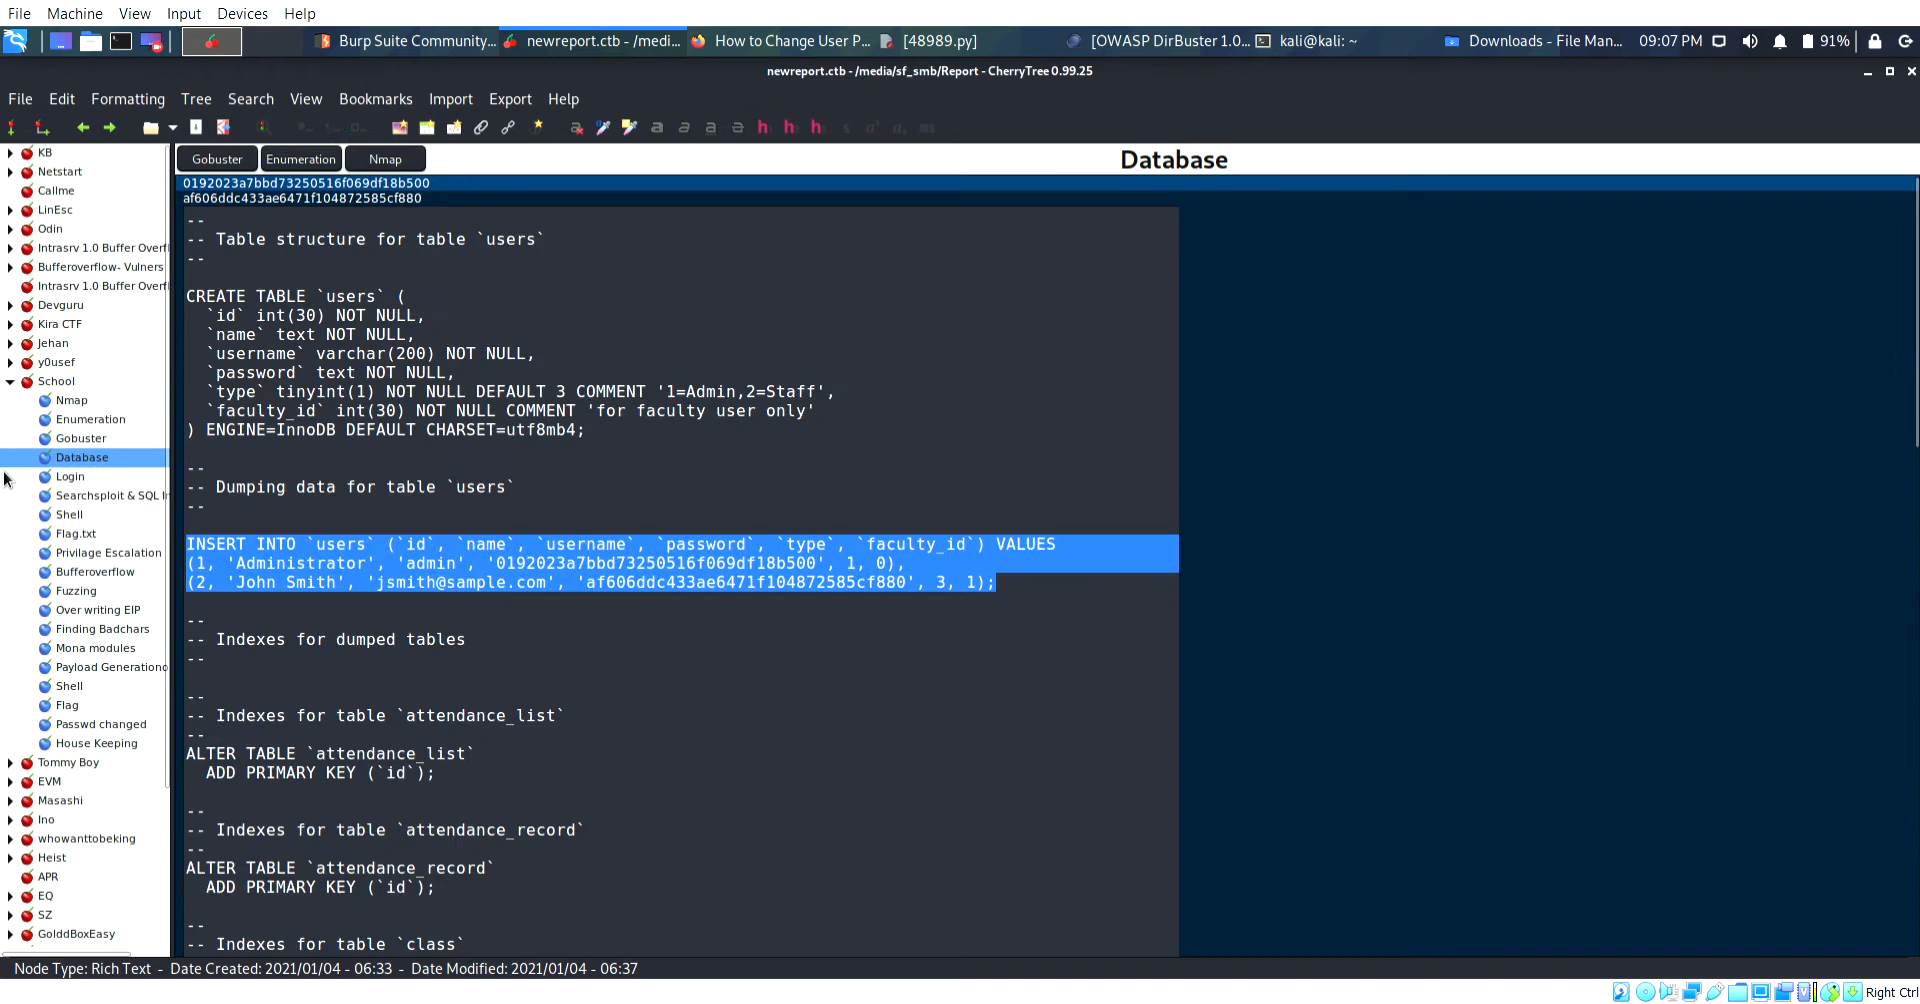 File Machine View Input Devices Help
Burp Suite Community... newreport.ctb - /medi... How to Change User P... [48989.py] [OWASP DirBuster 1.0... kali@kali: ~ Downloads - File Man... 09:07 PM 91%
newreport.ctb - /media/sf_smb/Report - CherryTree 0.99.25
File Edit Formatting Tree Search View Bookmarks Import Export Help
KB
Netstart
Callme
LinEsc
Odin
Intrasrv 1.0 Buffer Overf
Bufferoverflow- Vulners
Intrasrv 1.0 Buffer Overf
Devguru
Kira CTF
Jehan
y0usef
School
Nmap
Enumeration
Gobuster
Database
Login
Searchsploit & SQL I
Shell
Flag.txt
Privilage Escalation
Bufferoverflow
Fuzzing
Over writing EIP
Finding Badchars
Mona modules
Payload Generationo
Shell
Flag
Passwd changed
House Keeping
Tommy Boy
EVM
Masashi
Ino
whowanttobeking
Heist
APR
EQ
SZ
GolddBoxEasy
Gobuster Enumeration Nmap
Database
0192023a7bbd73250516f069df18b500
af606ddc433ae6471f104872585cf880
--
-- Table structure for table `users`
--
CREATE TABLE `users` (
`id` int(30) NOT NULL,
`name` text NOT NULL,
`username` varchar(200) NOT NULL,
`password` text NOT NULL,
`type` tinyint(1) NOT NULL DEFAULT 3 COMMENT '1=Admin,2=Staff',
`faculty_id` int(30) NOT NULL COMMENT 'for faculty user only'
) ENGINE=InnoDB DEFAULT CHARSET=utf8mb4;
--
-- Dumping data for table `users`
--
INSERT INTO `users` (`id`, `name`, `username`, `password`, `type`, `faculty_id`) VALUES
(1, 'Administrator', 'admin', '0192023a7bbd73250516f069df18b500', 1, 0),
(2, 'John Smith', 'jsmith@sample.com', 'af606ddc433ae6471f104872585cf880', 3, 1);
--
-- Indexes for dumped tables
--
--
-- Indexes for table `attendance_list`
--
ALTER TABLE `attendance_list`
ADD PRIMARY KEY (`id`);
--
-- Indexes for table `attendance_record`
--
ALTER TABLE `attendance_record`
ADD PRIMARY KEY (`id`);
--
-- Indexes for table `class`
Node Type: Rich Text - Date Created: 2021/01/04 - 06:33 - Date Modified: 2021/01/04 - 06:37
Right Ctrl